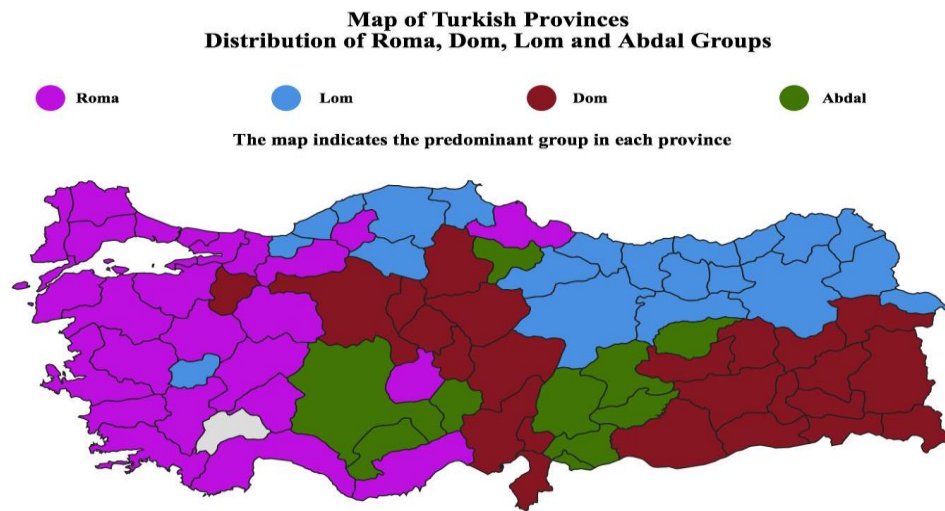 Map of Turkish Provinces
Distribution of Roma, Dom, Lom and Abdal Groups
Roma
Lom
Dom
Abdal
The map indicates the predominant group in each province